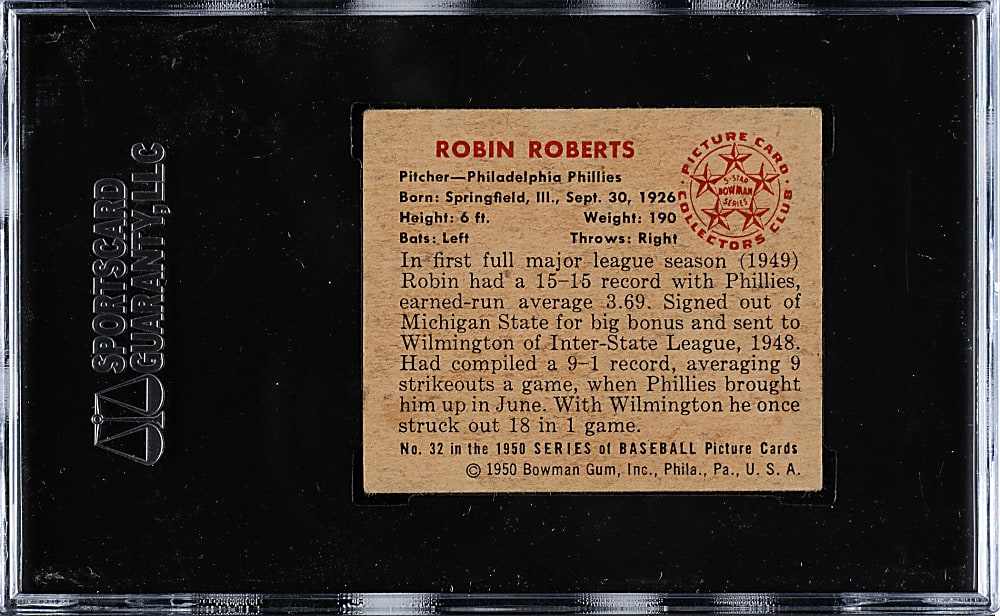 SPORTSCARD
GUARANTY, LLC
ROBIN ROBERTS
Pitcher—Philadelphia Phillies
Born: Springfield, Ill., Sept. 30, 1926
Height: 6 ft. Weight: 190
Bats: Left Throws: Right
PICTURE CARD
COLLECTORS CLUB
5-STAR
BOWMAN
SERIES
In first full major league season (1949)
Robin had a 15-15 record with Phillies,
earned-run average 3.69. Signed out of
Michigan State for big bonus and sent to
Wilmington of Inter-State League, 1948.
Had compiled a 9-1 record, averaging 9
strikeouts a game, when Phillies brought
him up in June. With Wilmington he once
struck out 18 in 1 game.
No. 32 in the 1950 SERIES of BASEBALL Picture Cards
© 1950 Bowman Gum, Inc., Phila., Pa., U. S. A.